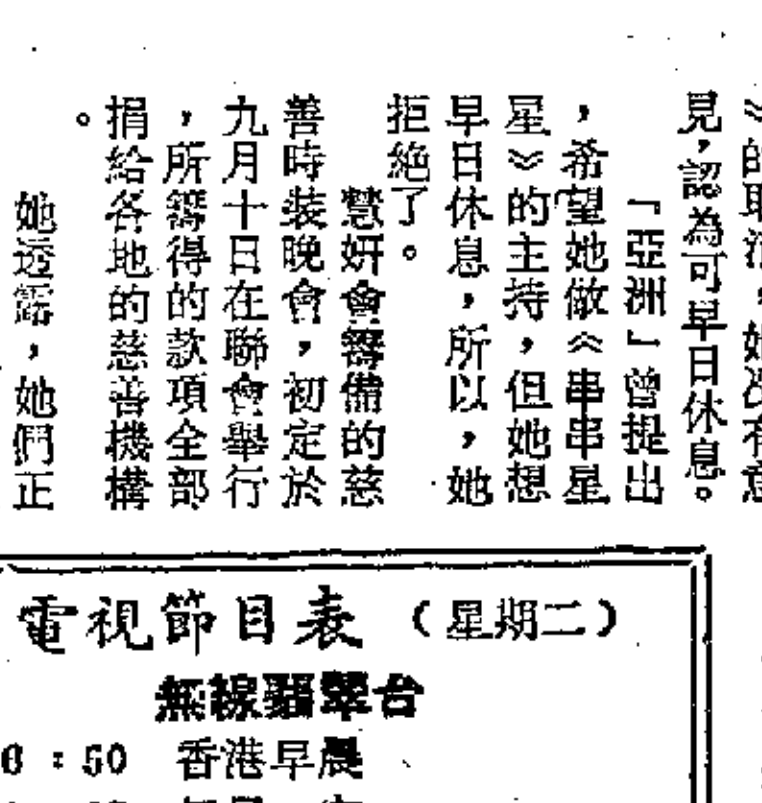 》的取消，她沒有意
見，認為可早日休息。
「亞洲」曾提出
，希望她做《串串星
星》的主持，但她想
早日休息，所以，她
拒絕了。
慧妍會籌備的慈
善時裝晚會，初定於
九月十日在聯會舉行
，所籌得的款項全部
捐給各地的慈善機構
。
她透露，她們正
電視節目表（星期二）
無線翡翠台
6：50 香港早晨